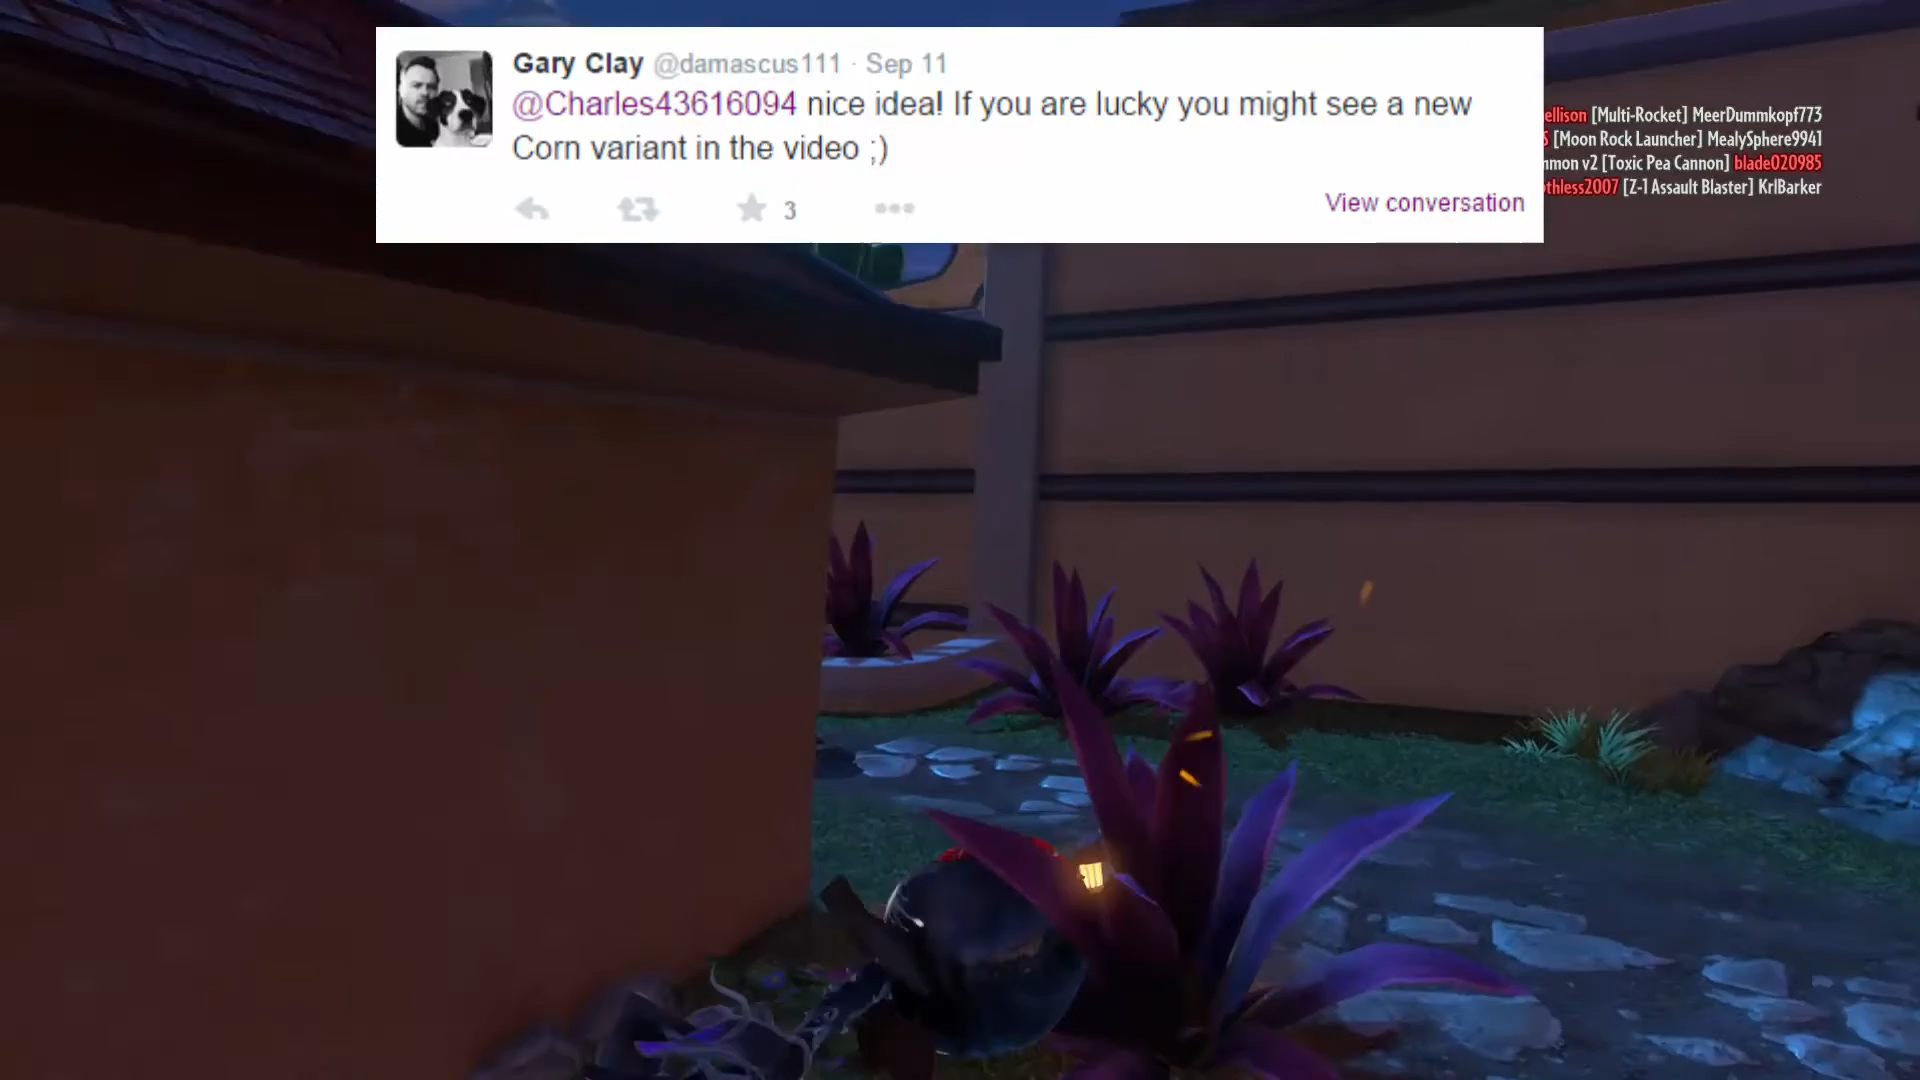 Gary Clay @damascus111 · Sep 11
@Charles43616094 nice idea! If you are lucky you might see a new
Corn variant in the video ;)
3
View conversation
[Multi-Rocket] MeerDummkopf773
[Moon Rock Launcher] MealySphere9941
v2 [Toxic Pea Cannon] blade020985
[Z-1 Assault Blaster] KrlBarker